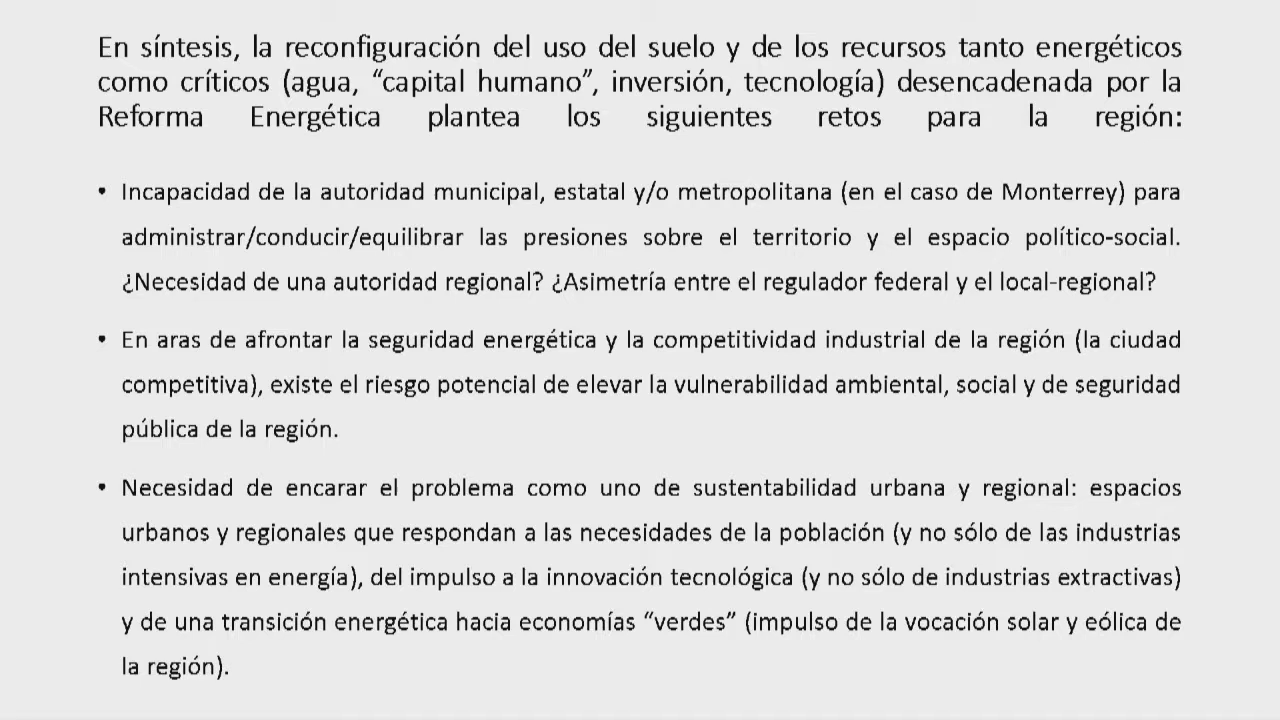 En síntesis, la reconfiguración del uso del suelo y de los recursos tanto energéticos
como críticos (agua, “capital humano”, inversión, tecnología) desencadenada por la
Reforma Energética plantea los siguientes retos para la región:
• Incapacidad de la autoridad municipal, estatal y/o metropolitana (en el caso de Monterrey) para
administrar/conducir/equilibrar las presiones sobre el territorio y el espacio político-social.
¿Necesidad de una autoridad regional? ¿Asimetría entre el regulador federal y el local-regional?
• En aras de afrontar la seguridad energética y la competitividad industrial de la región (la ciudad
competitiva), existe el riesgo potencial de elevar la vulnerabilidad ambiental, social y de seguridad
pública de la región.
• Necesidad de encarar el problema como uno de sustentabilidad urbana y regional: espacios
urbanos y regionales que respondan a las necesidades de la población (y no sólo de las industrias
intensivas en energía), del impulso a la innovación tecnológica (y no sólo de industrias extractivas)
y de una transición energética hacia economías “verdes” (impulso de la vocación solar y eólica de
la región).